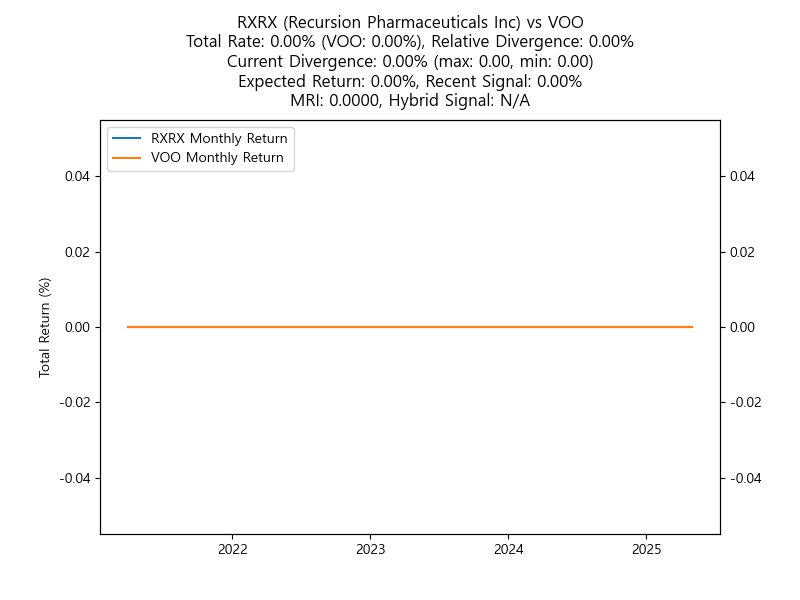 RXRX (Recursion Pharmaceuticals Inc) vs VOO
Total Rate: 0.00% (VOO: 0.00%), Relative Divergence: 0.00%
Current Divergence: 0.00% (max: 0.00, min: 0.00)
Expected Return: 0.00%, Recent Signal: 0.00%
MRI: 0.0000, Hybrid Signal: N/A
RXRX Monthly Return
VOO Monthly Return
Total Return (%)
0.04
0.02
0.00
-0.02
-0.04
0.04
0.02
0.00
-0.02
-0.04
2022 2023 2024 2025